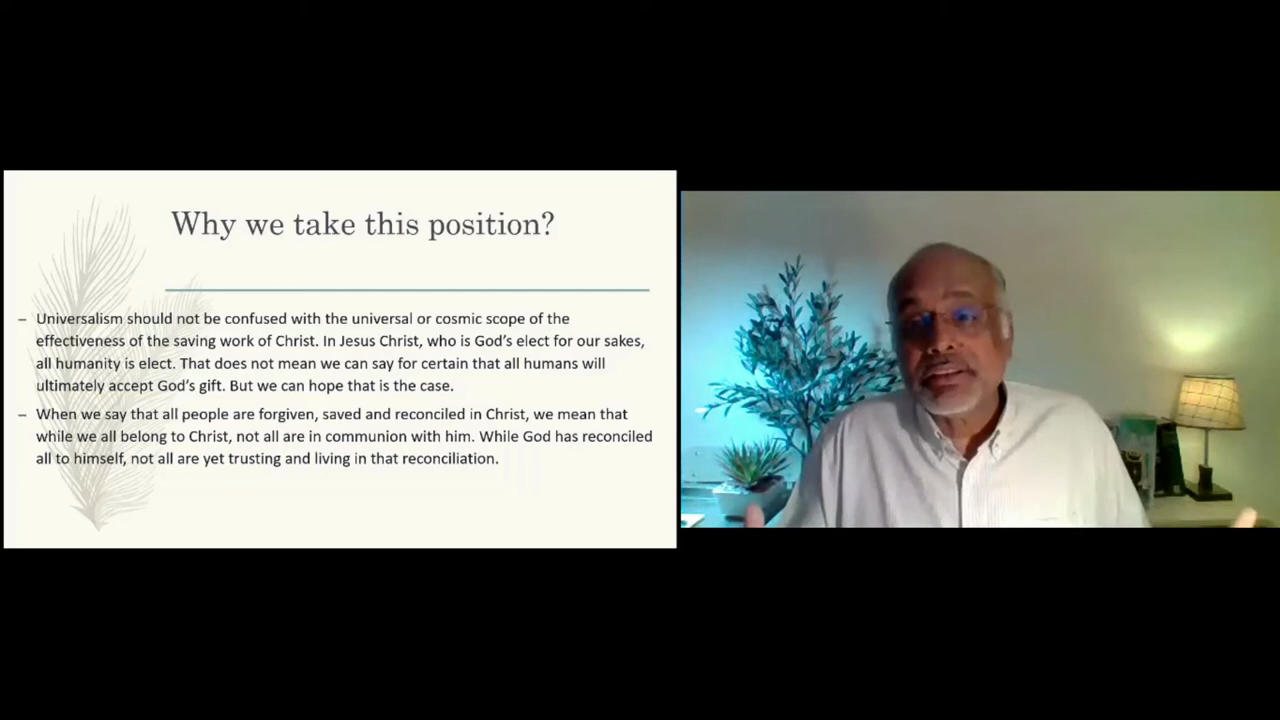 Why we take this position?
– Universalism should not be confused with the universal or cosmic scope of the
effectiveness of the saving work of Christ. In Jesus Christ, who is God’s elect for our sakes,
all humanity is elect. That does not mean we can say for certain that all humans will
ultimately accept God’s gift. But we can hope that is the case.
– When we say that all people are forgiven, saved and reconciled in Christ, we mean that
while we all belong to Christ, not all are in communion with him. While God has reconciled
all to himself, not all are yet trusting and living in that reconciliation.